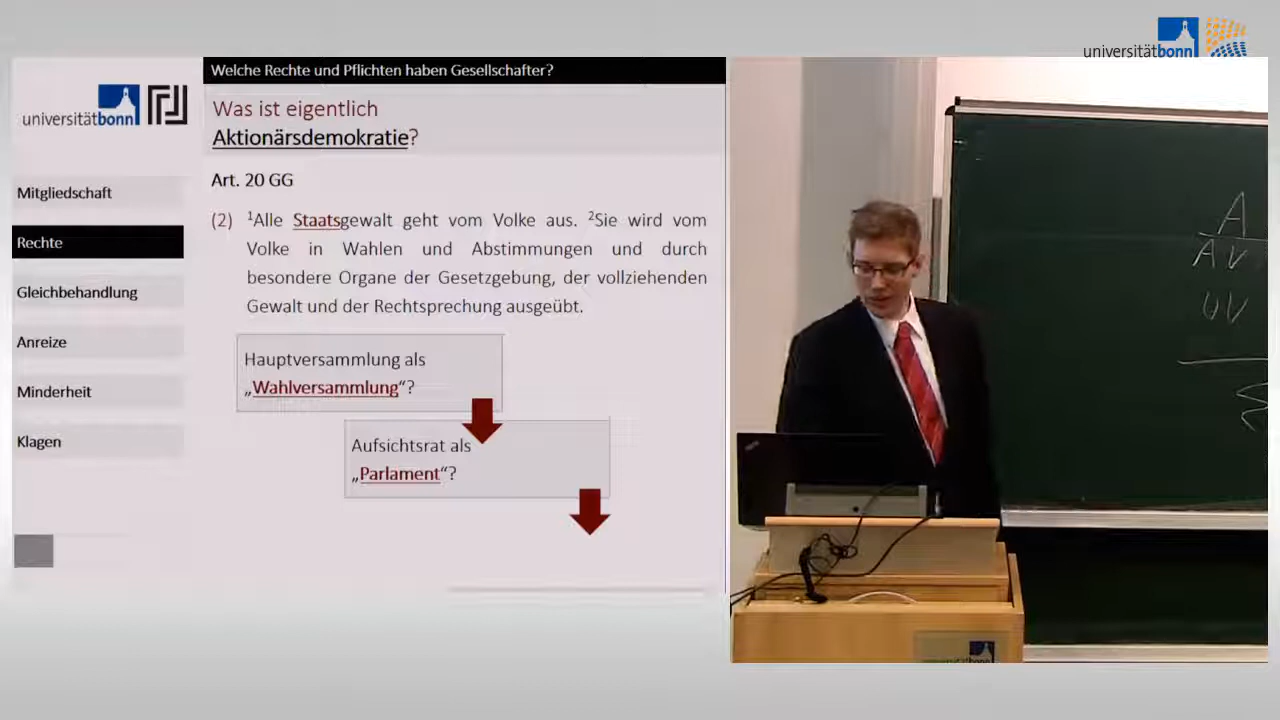 universitätbonn
Welche Rechte und Pflichten haben Gesellschafter?
universitätbonn
Was ist eigentlich
Aktionärsdemokratie?
Mitgliedschaft
Rechte
Gleichbehandlung
Anreize
Minderheit
Klagen
Art. 20 GG
(2) ¹Alle Staatsgewalt geht vom Volke aus. ²Sie wird vom
Volke in Wahlen und Abstimmungen und durch
besondere Organe der Gesetzgebung, der vollziehenden
Gewalt und der Rechtsprechung ausgeübt.
Hauptversammlung als
„Wahlversammlung“?
Aufsichtsrat als
„Parlament“?
A
AV
UV
universitätbonn